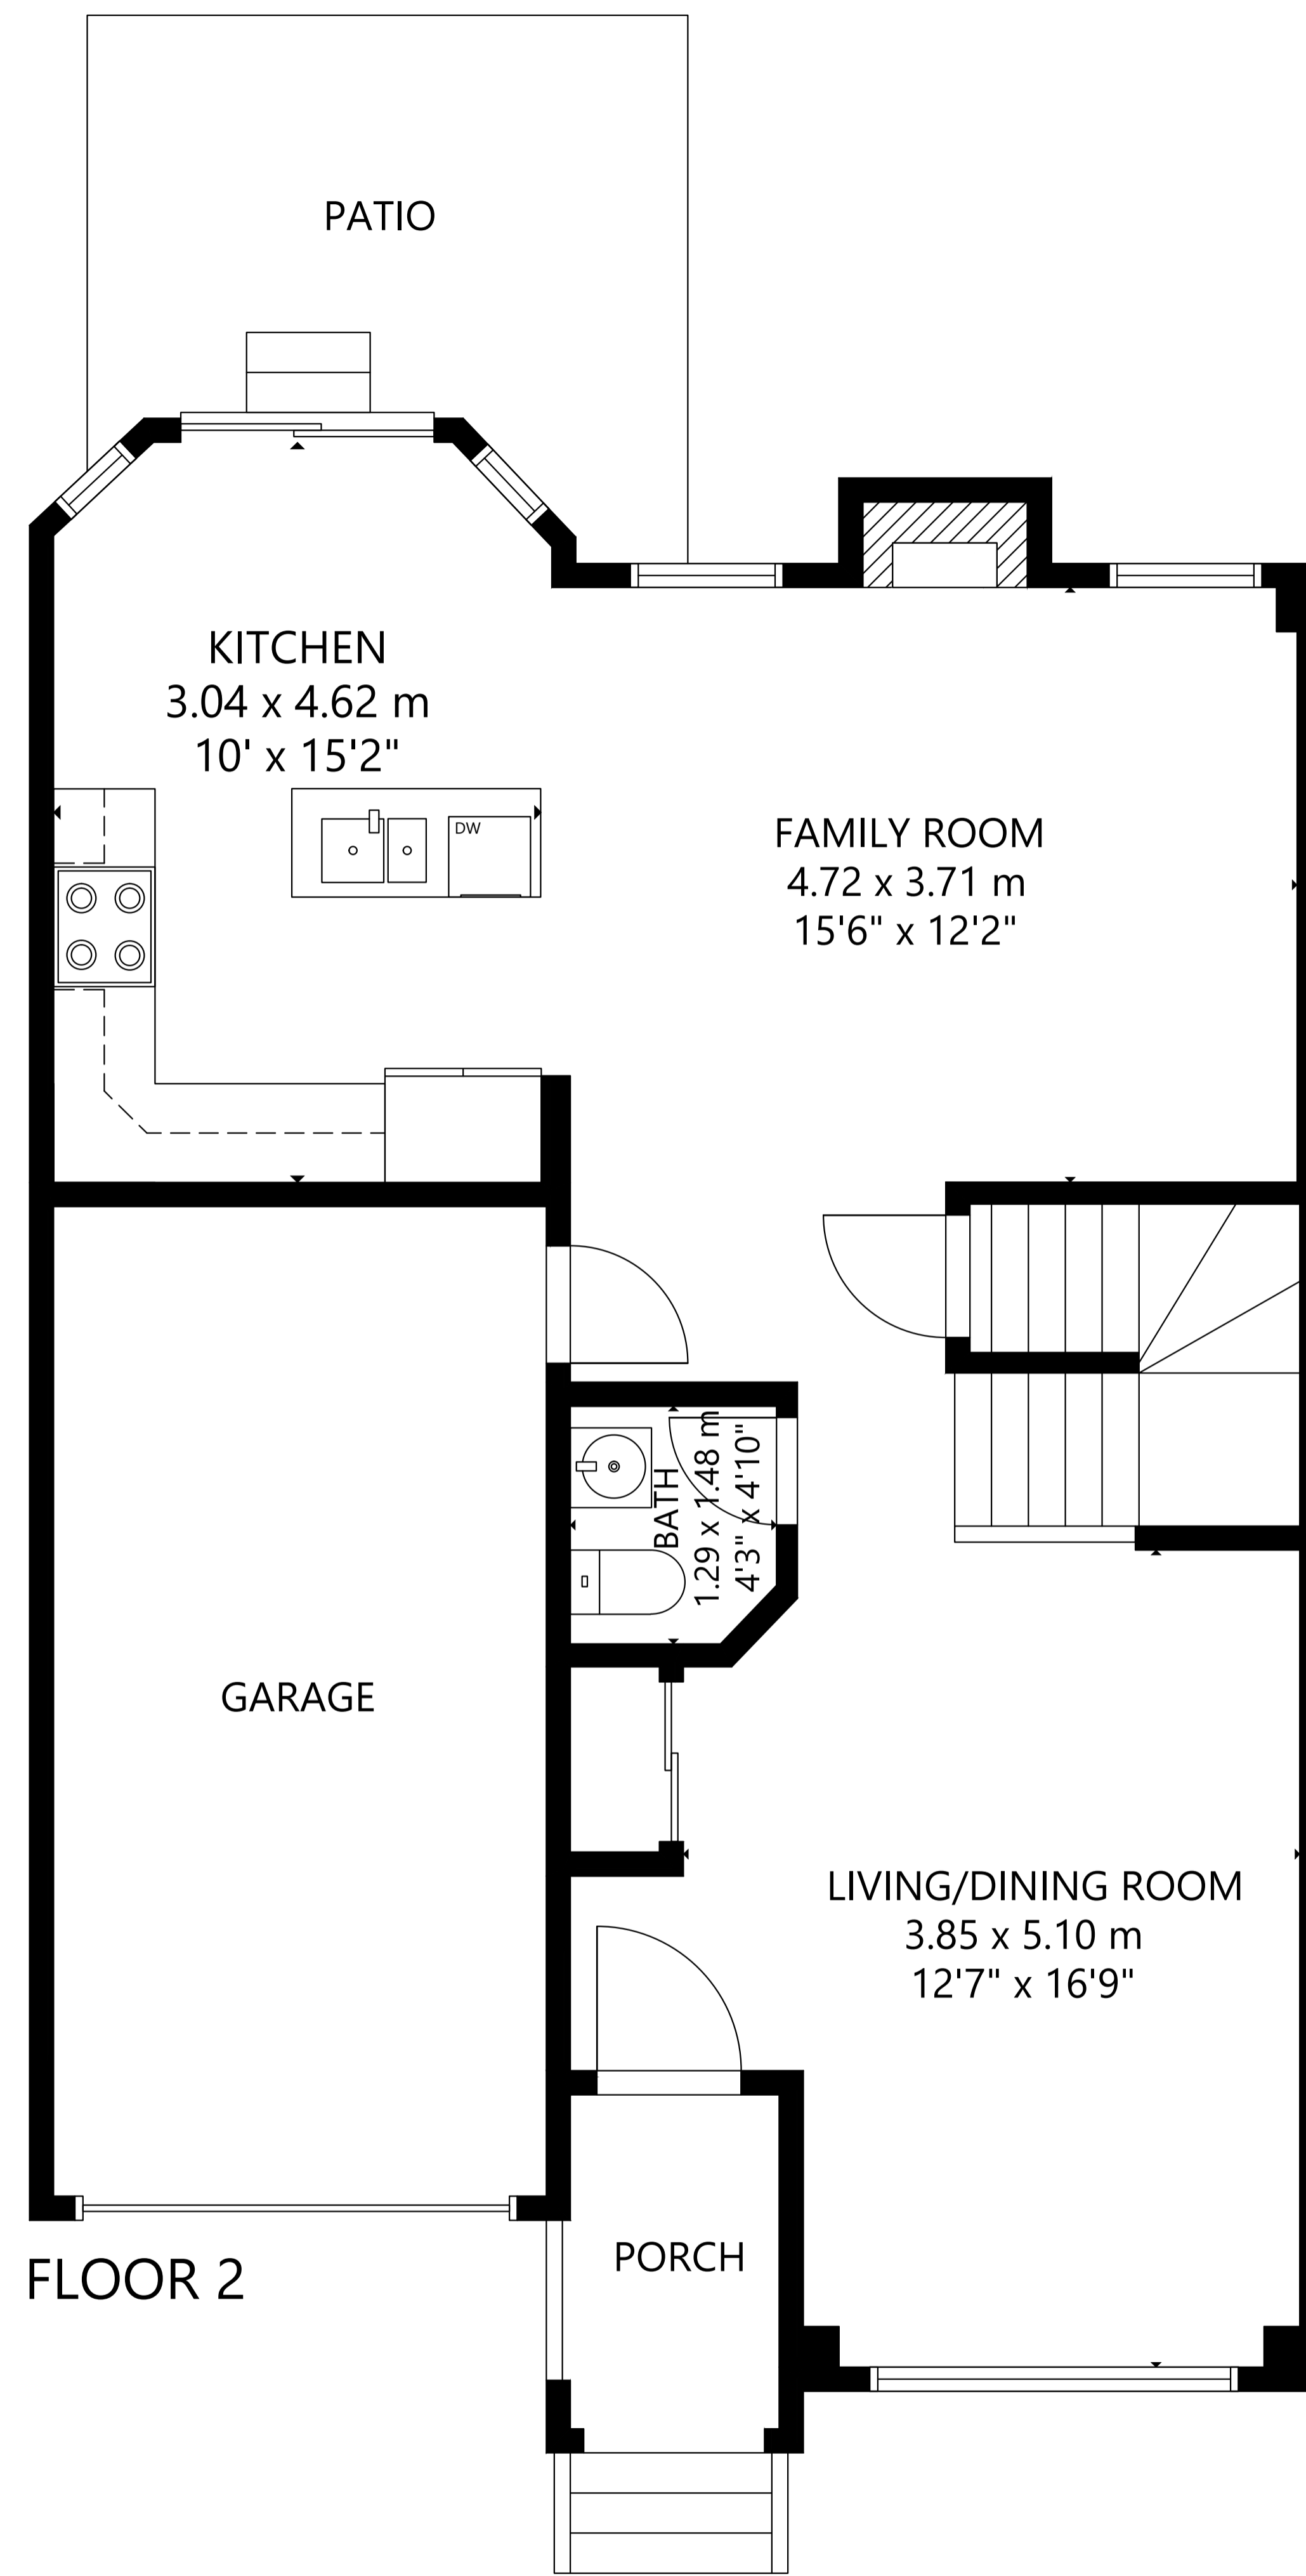 PATIO
KITCHEN
3.04 x 4.62 m
10' x 15'2"
DW
FAMILY ROOM
4.72 x 3.71 m
15'6" x 12'2"
BATH
1.29 x 1.48 m
4'3" x 4'10"
GARAGE
LIVING/DINING ROOM
3.85 x 5.10 m
12'7" x 16'9"
PORCH
FLOOR 2